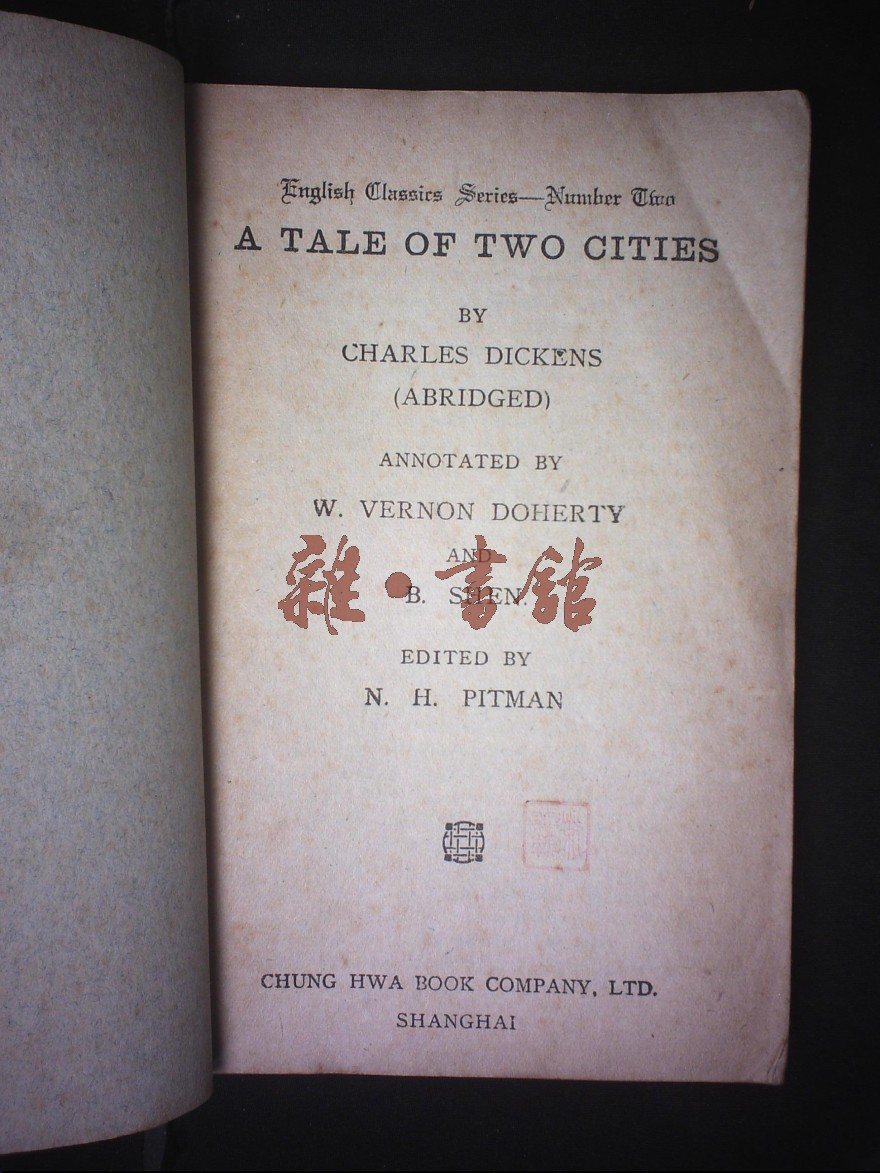 English Classics Series—Number Two
A TALE OF TWO CITIES
BY
CHARLES DICKENS
(ABRIDGED)
ANNOTATED BY
W. VERNON DOHERTY
AND
B. SHEN.
雜·書館
EDITED BY
N. H. PITMAN
CHUNG HWA BOOK COMPANY, LTD.
SHANGHAI